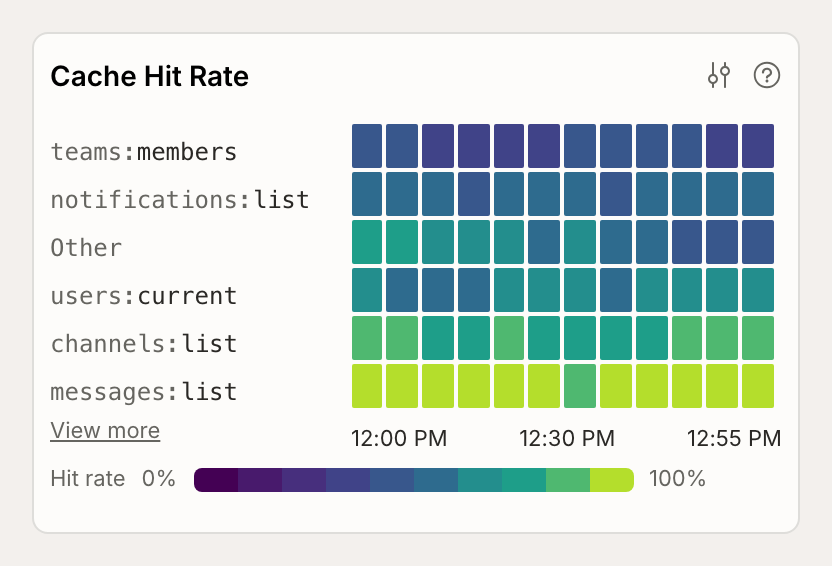 Cache Hit Rate
teams:members
notifications:list
Other
users:current
channels:list
messages:list
View more
12:00 PM 12:30 PM 12:55 PM
Hit rate 0% 100%